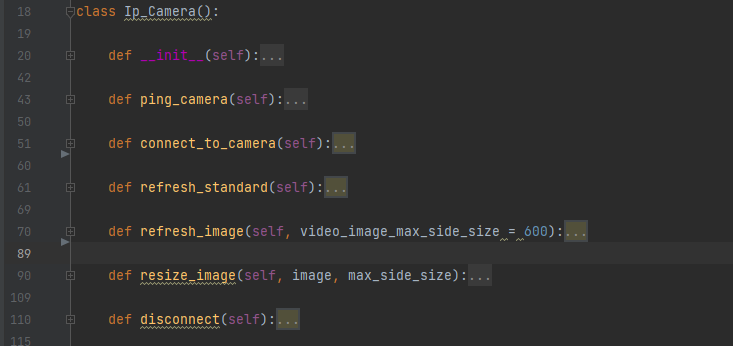 18 class Ip_Camera():
19
20 def __init__(self):...
42
43 def ping_camera(self):...
50
51 def connect_to_camera(self):...
60
61 def refresh_standard(self):...
69
70 def refresh_image(self, video_image_max_side_size = 600):...
89
90 def resize_image(self, image, max_side_size):...
109
110 def disconnect(self):...
115